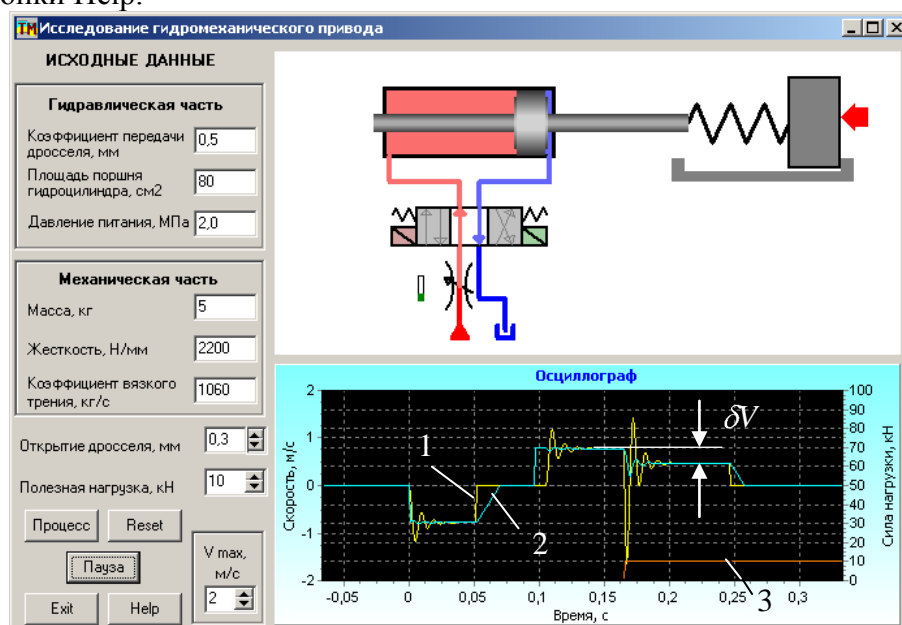 Help.
TM Исследование гидромеханического привода
ИСХОДНЫЕ ДАННЫЕ
Гидравлическая часть
Коэффициент передачи
дросселя, мм
0,5
Площадь поршня
гидроцилиндра, см2
80
Давление питания, МПа
2,0
Механическая часть
Масса, кг
5
Жесткость, Н/мм
2200
Коэффициент вязкого
трения, кг/с
1060
Открытие дросселя, мм
0,3
Полезная нагрузка, кН
10
Процесс
Reset
Пауза
Exit
Help
V max,
м/с
2
Осциллограф
Скорость, м/с
2
1
0
-1
-2
-0,05
0
0,05
0,1
0,15
0,2
0,25
0,3
Время, с
100
90
80
70
60
50
40
30
20
10
0
Сила нагрузки, кН
δV
1
2
3